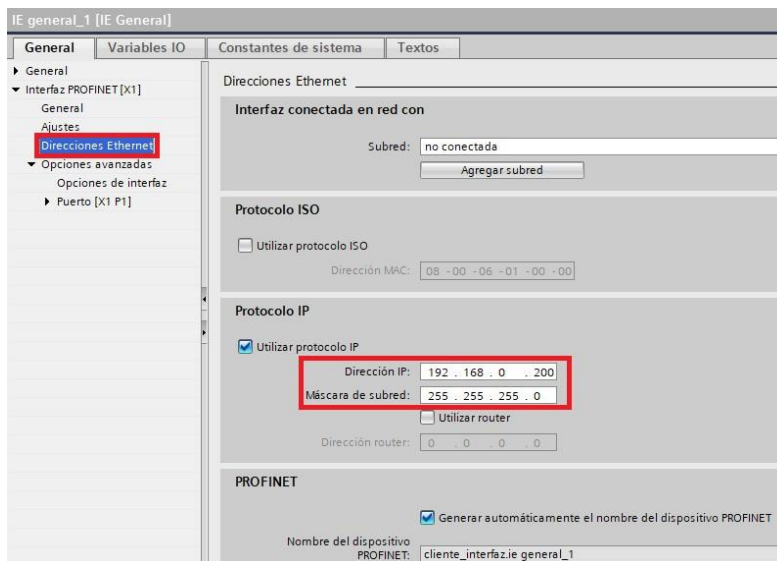 IE general_1 [IE General]
General Variables IO Constantes de sistema Textos
General
Interfaz PROFINET [X1]
General
Ajustes
Direcciones Ethernet
Opciones avanzadas
Opciones de interfaz
Puerto [X1 P1]
Direcciones Ethernet
Interfaz conectada en red con
Subred: no conectada
Agregar subred
Protocolo ISO
Utilizar protocolo ISO
Dirección MAC: 08 -00 -06 -01 -00 -00
Protocolo IP
Utilizar protocolo IP
Dirección IP: 192 . 168 . 0 . 200
Máscara de subred: 255 . 255 . 255 . 0
Utilizar router
Dirección router: 0 . 0 . 0 . 0
PROFINET
Generar automáticamente el nombre del dispositivo PROFINET
Nombre del dispositivo
PROFINET: cliente_interfaz.ie general_1